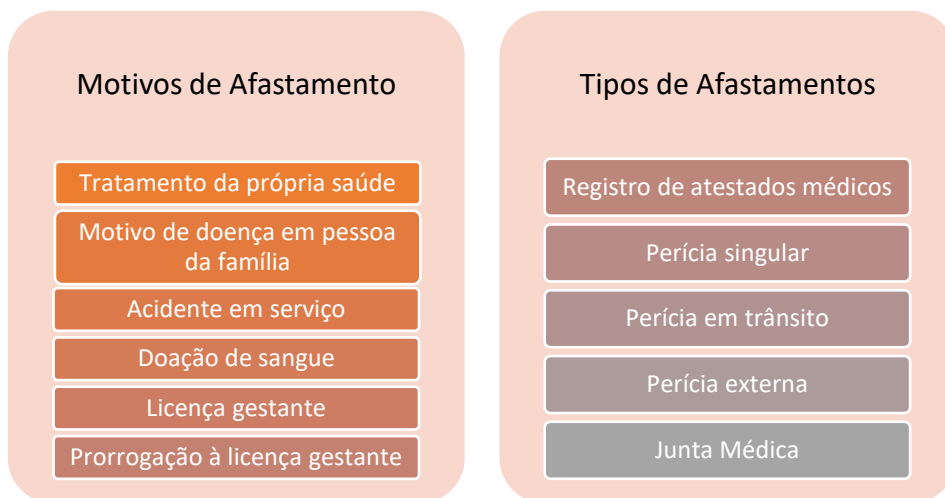 Motivos de Afastamento
Tratamento da própria saúde
Motivo de doença em pessoa
da família
Acidente em serviço
Doação de sangue
Licença gestante
Prorrogação à licença gestante
Tipos de Afastamentos
Registro de atestados médicos
Perícia singular
Perícia em trânsito
Perícia externa
Junta Médica